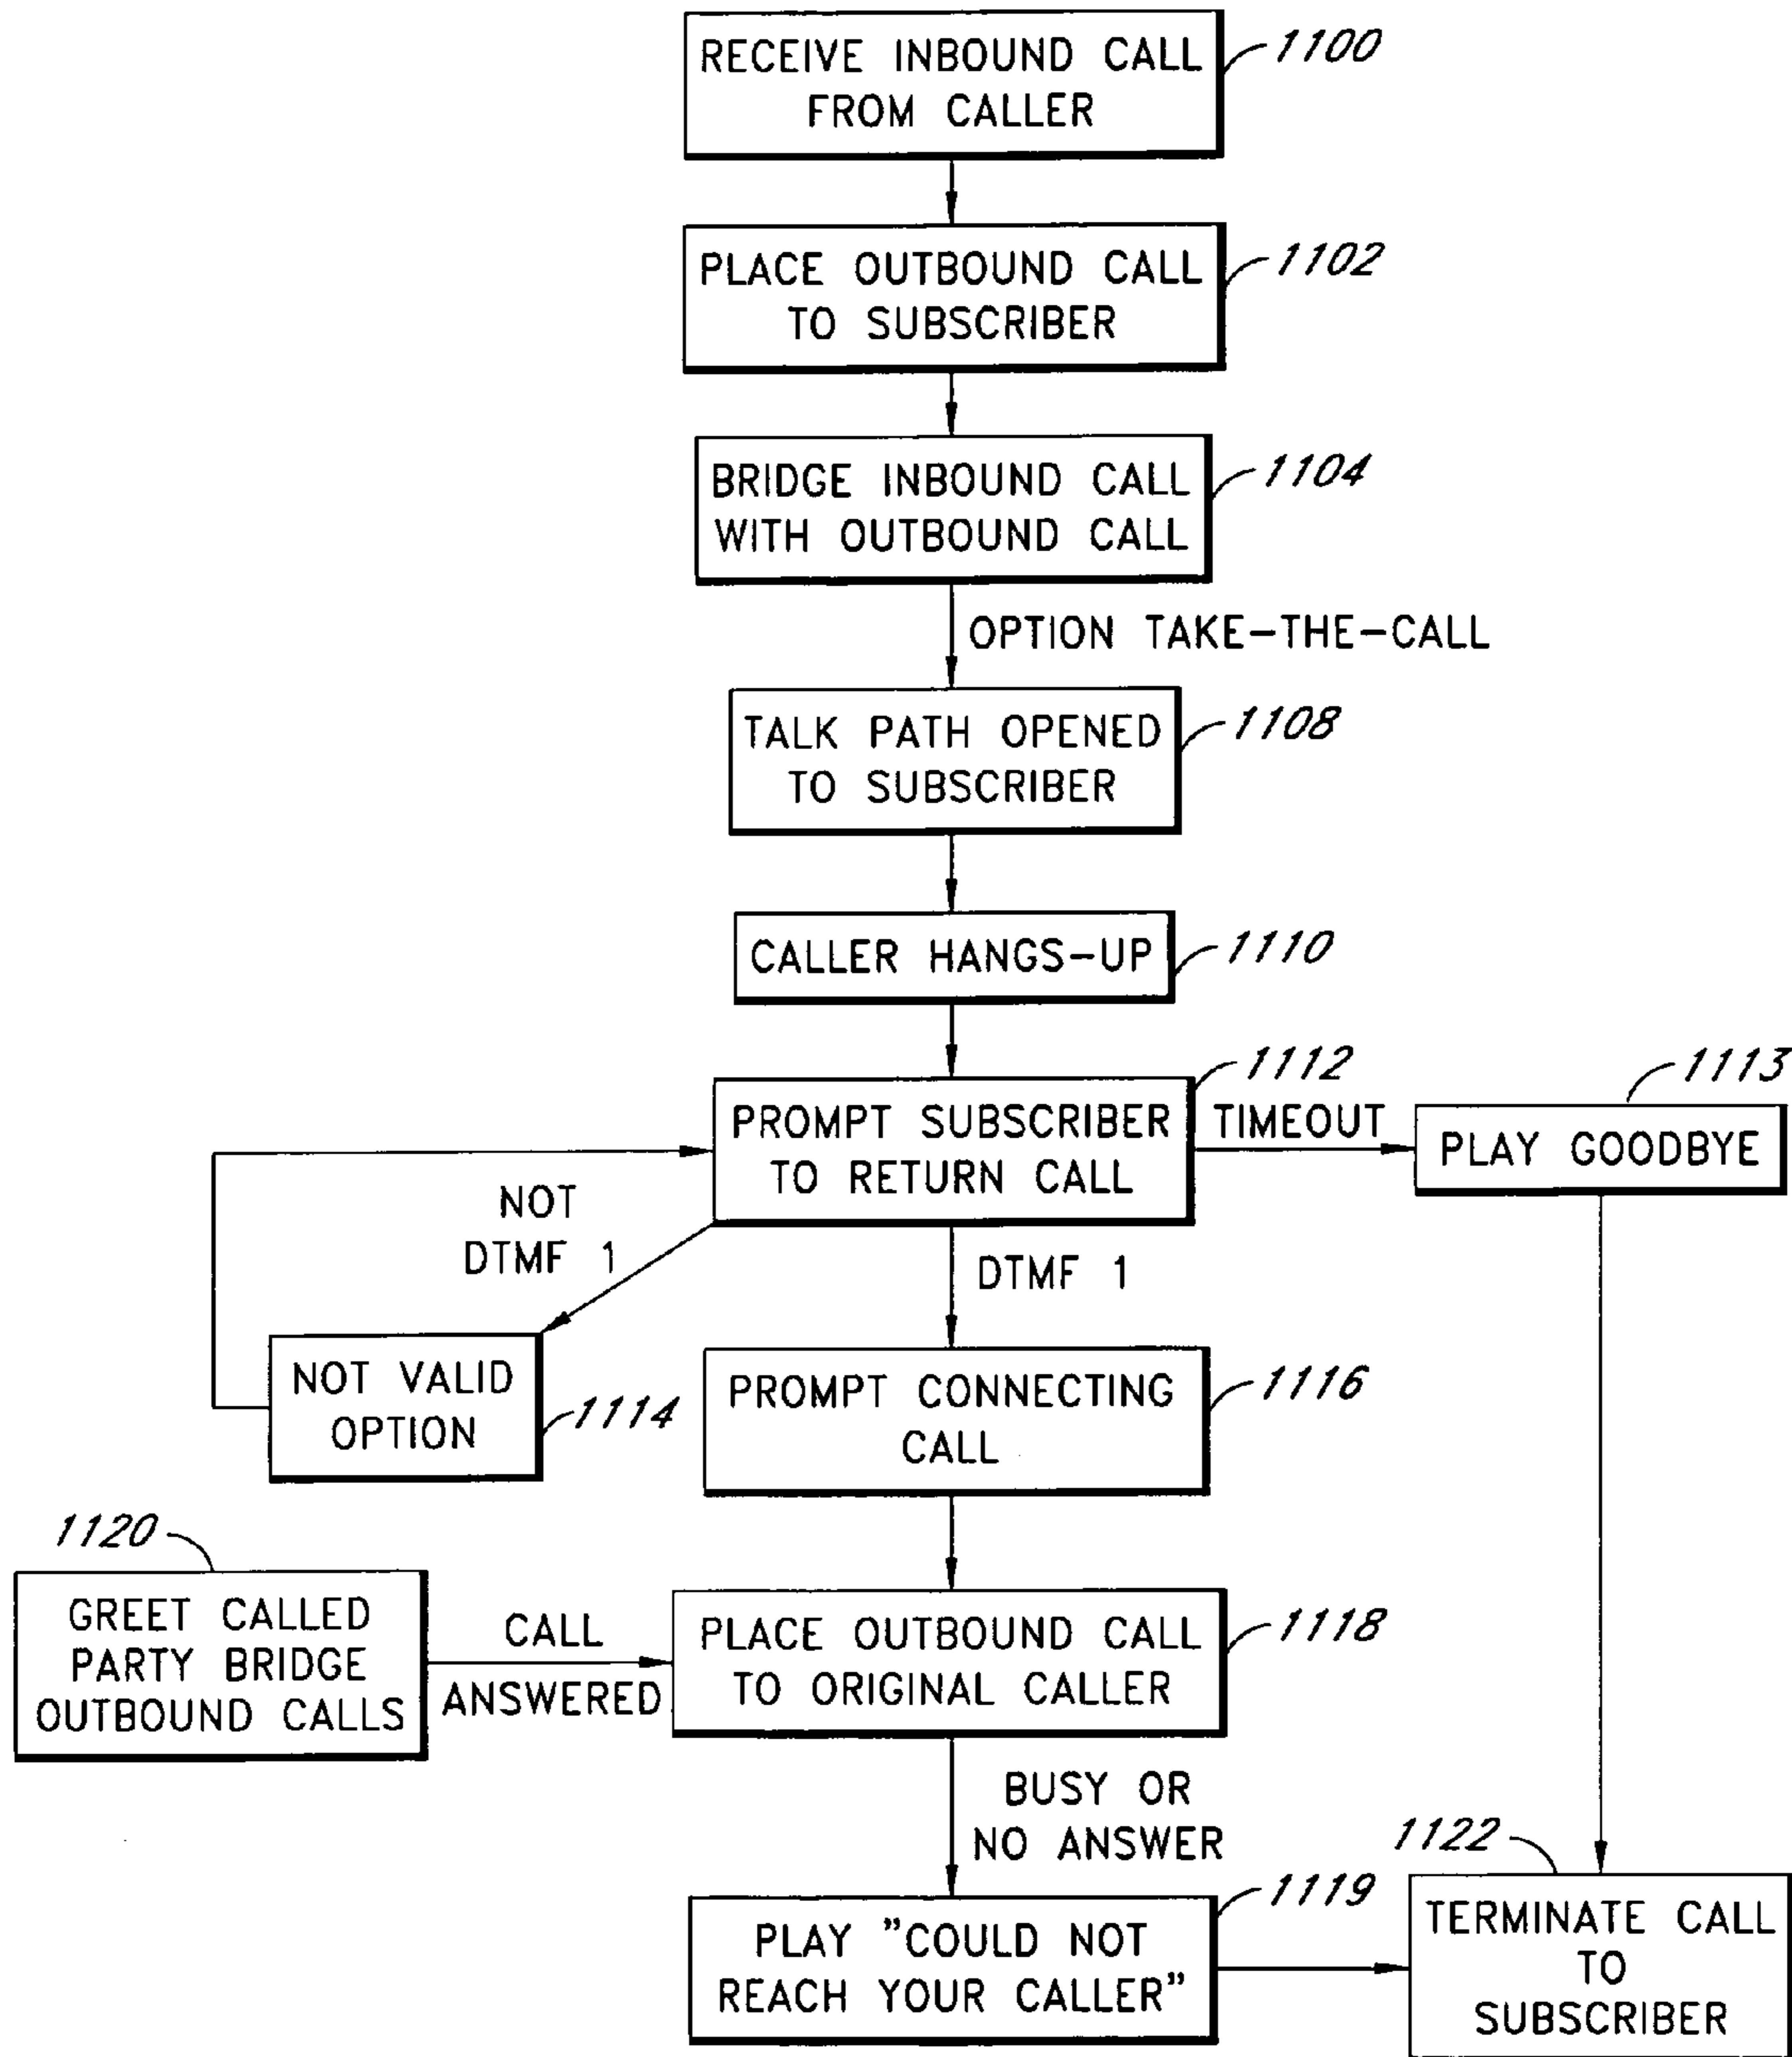 RECEIVE INBOUND CALL
FROM CALLER
1100
PLACE OUTBOUND CALL
TO SUBSCRIBER
1102
BRIDGE INBOUND CALL
WITH OUTBOUND CALL
1104
OPTION TAKE-THE-CALL
TALK PATH OPENED
TO SUBSCRIBER
1108
CALLER HANGS-UP
1110
PROMPT SUBSCRIBER
TO RETURN CALL
1112
TIMEOUT
1113
PLAY GOODBYE
NOT
DTMF 1
DTMF 1
NOT VALID
OPTION
1114
PROMPT CONNECTING
CALL
1116
1120
GREET CALLED
PARTY BRIDGE
OUTBOUND CALLS
CALL
ANSWERED
PLACE OUTBOUND CALL
TO ORIGINAL CALLER
1118
BUSY OR
NO ANSWER
PLAY "COULD NOT
REACH YOUR CALLER"
1119
1122
TERMINATE CALL
TO
SUBSCRIBER